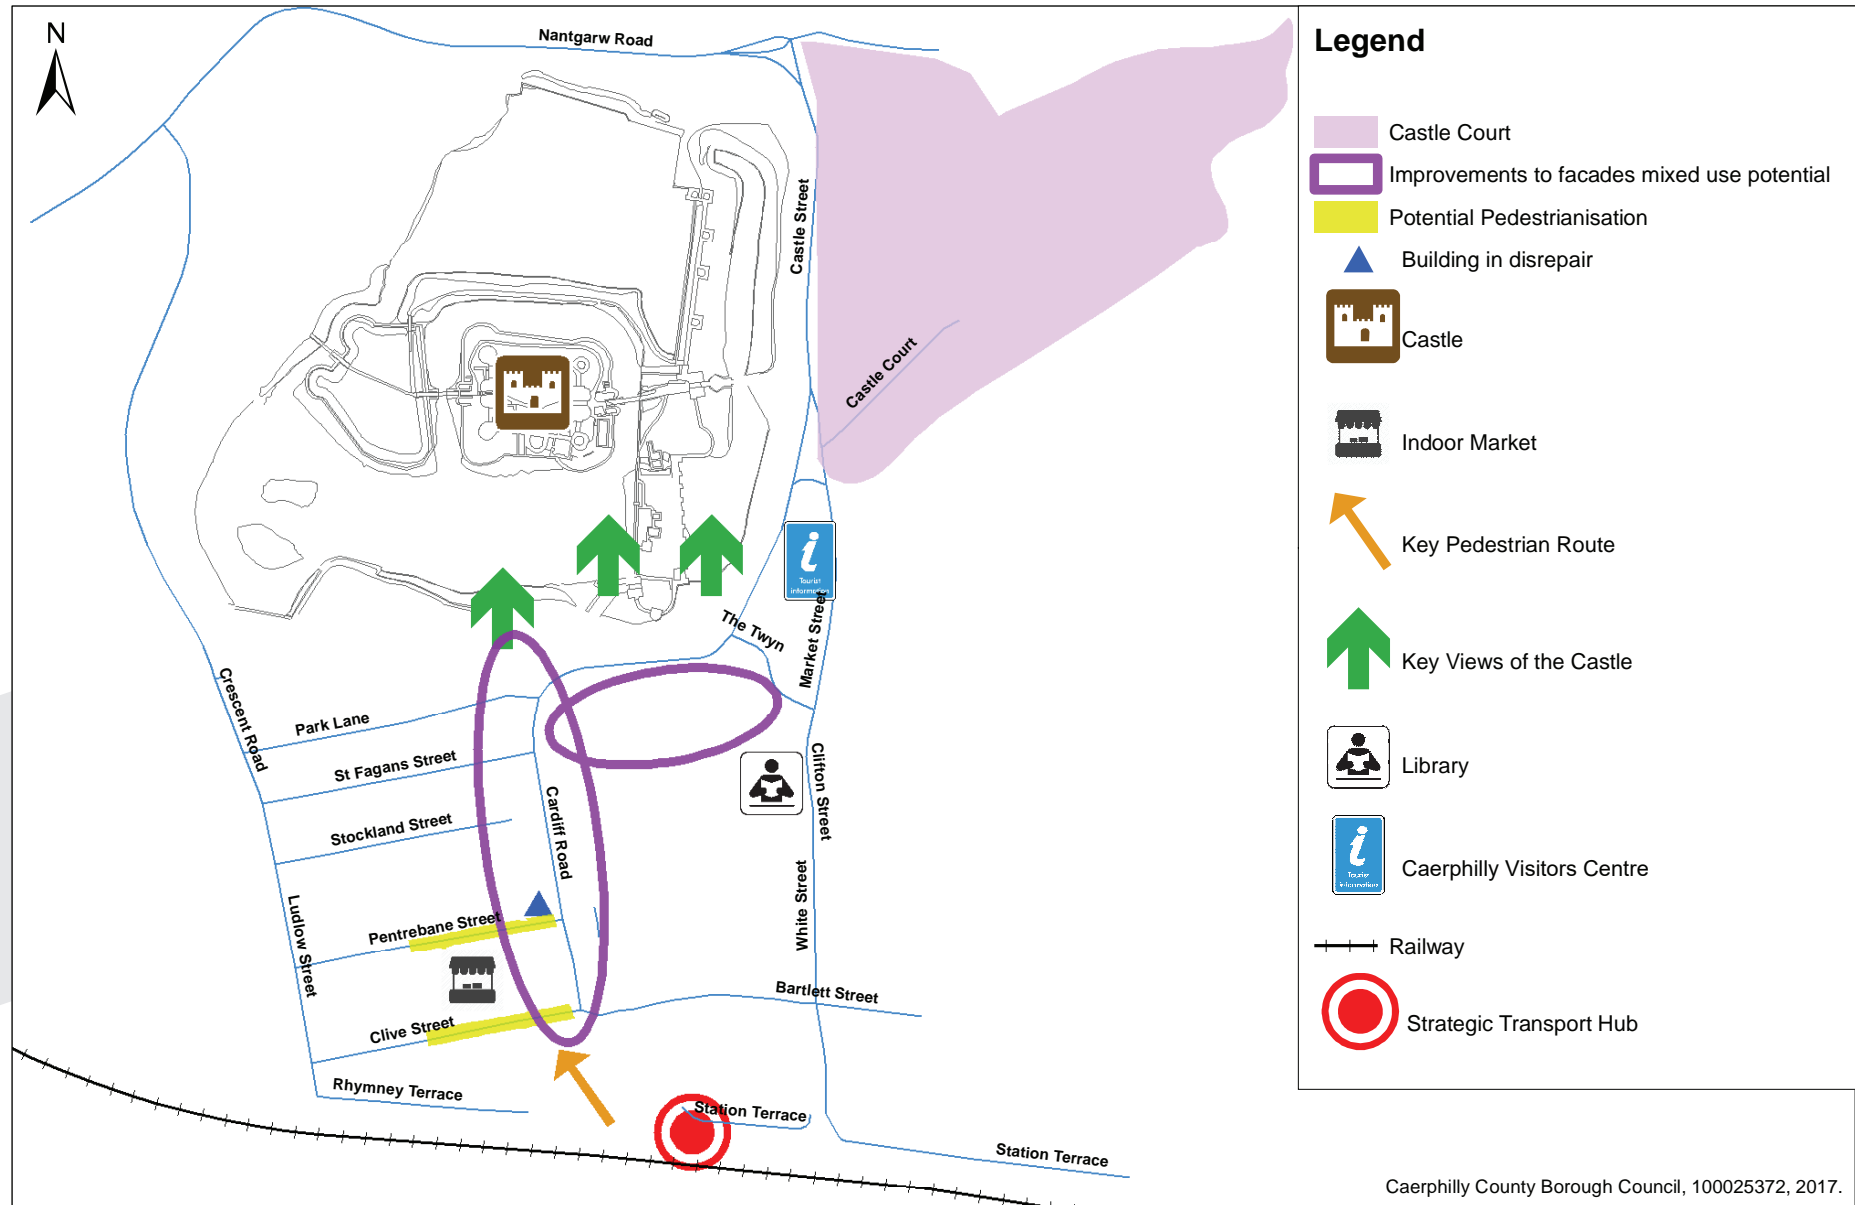 N
Nantgarw Road
Castle Street
Castle Court
Tourist
information
The Twyn
Market Street
Crescent Road
Park Lane
St Fagans Street
Stockland Street
Cardiff Road
Clifton Street
White Street
Ludlow Street
Pentrebane Street
Clive Street
Bartlett Street
Rhymney Terrace
Station Terrace
Station Terrace
Legend
Castle Court
Improvements to facades mixed use potential
Potential Pedestrianisation
Building in disrepair
Castle
Indoor Market
Key Pedestrian Route
Key Views of the Castle
Library
i
Tourist
information
Caerphilly Visitors Centre
Railway
Strategic Transport Hub
Caerphilly County Borough Council, 100025372, 2017.